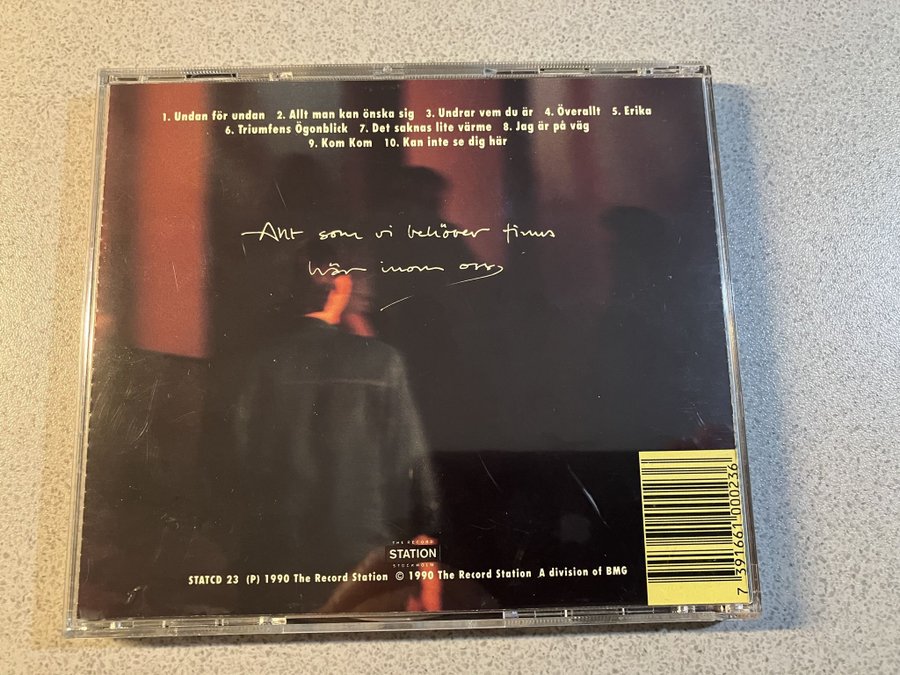 1. Undan för undan 2. Allt man kan önska sig 3. Undrar vem du är 4. Överallt 5. Erika
6. Triumfens Ögonblick 7. Det saknas lite värme 8. Jag är på väg
9. Kom Kom 10. Kan inte se dig här
Allt som vi behöver finns
här inom oss
THE RECORD
STATION
STOCKHOLM
STATCD 23 (P) 1990 The Record Station © 1990 The Record Station A division of BMG
7 391661 000236